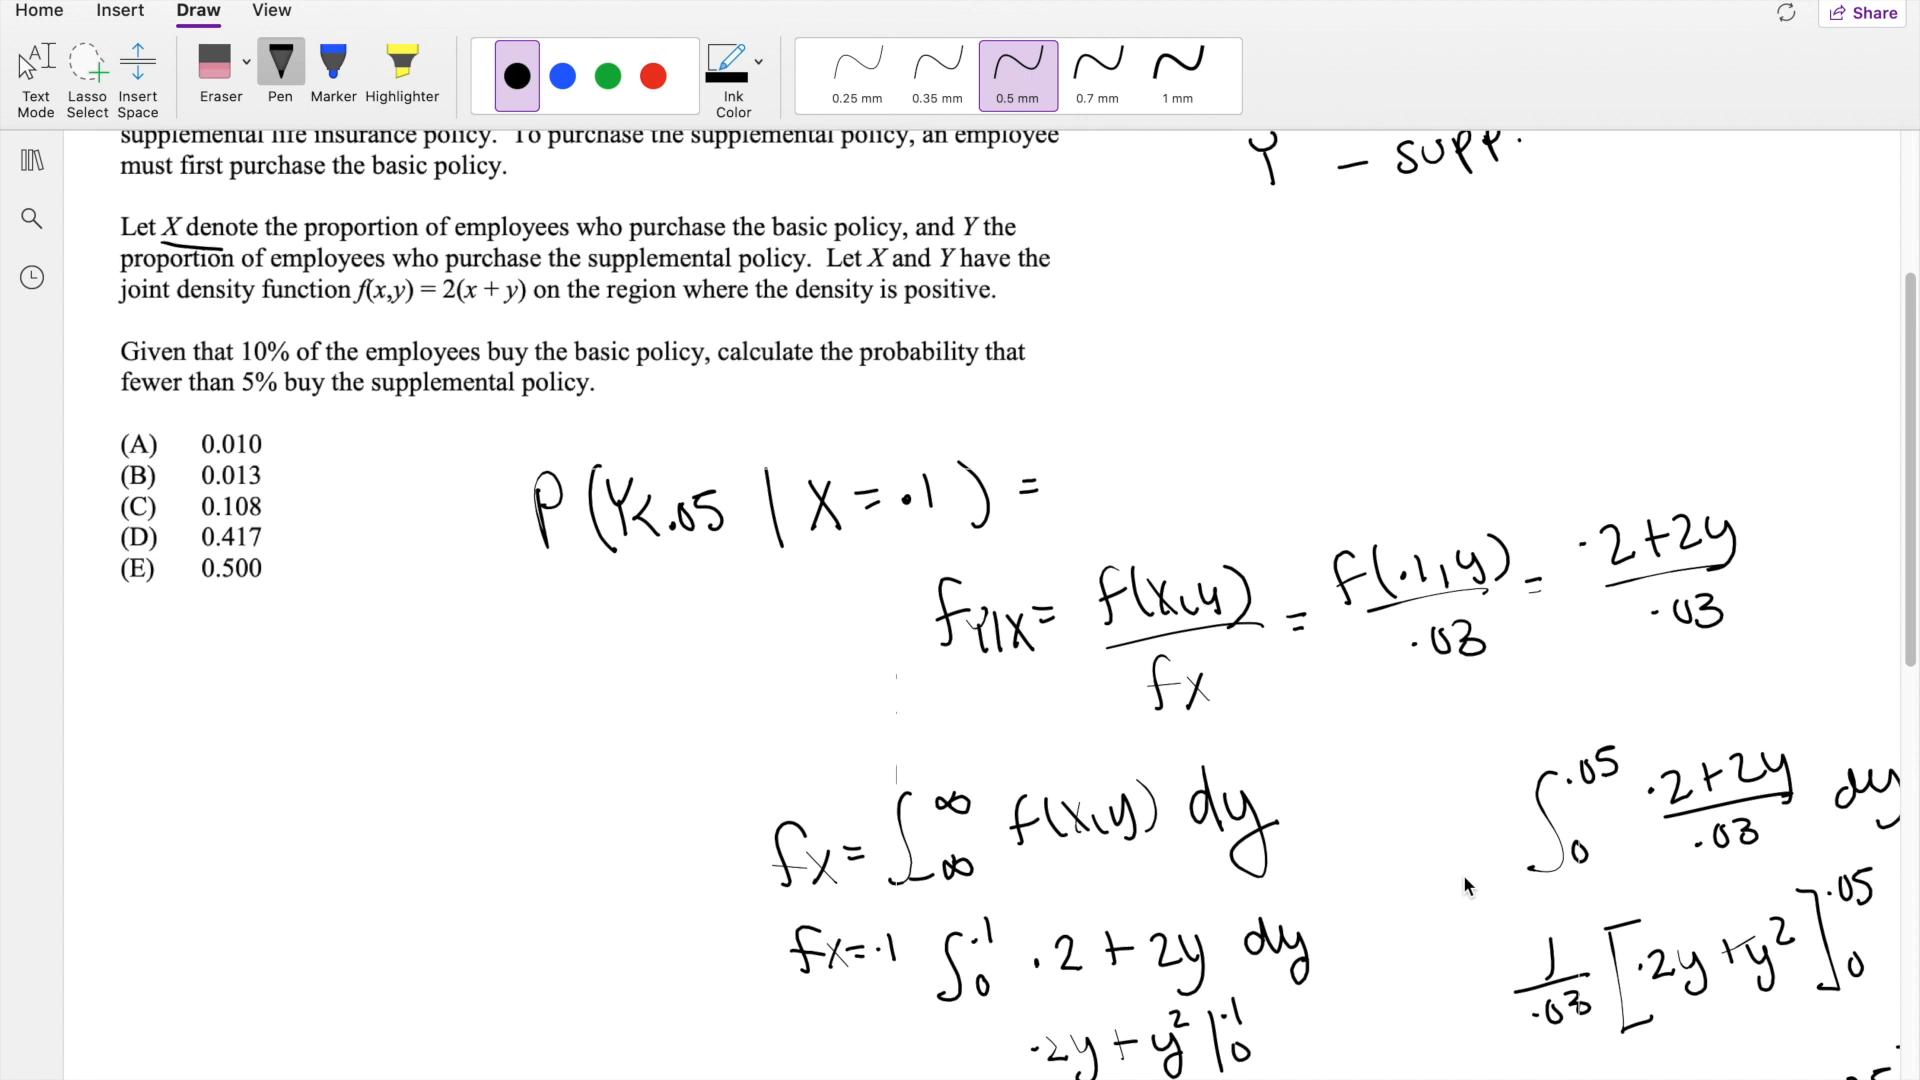 Home Insert Draw View
Share
Text Mode
Lasso Select
Insert Space
Eraser
Pen
Marker
Highlighter
Ink Color
0.25 mm
0.35 mm
0.5 mm
0.7 mm
1 mm
supplemental life insurance policy. To purchase the supplemental policy, an employee
must first purchase the basic policy.
Y – supp.
Let X denote the proportion of employees who purchase the basic policy, and Y the
proportion of employees who purchase the supplemental policy. Let X and Y have the
joint density function f(x,y) = 2(x + y) on the region where the density is positive.
Given that 10% of the employees buy the basic policy, calculate the probability that
fewer than 5% buy the supplemental policy.
(A) 0.010
(B) 0.013
(C) 0.108
(D) 0.417
(E) 0.500
P(Y<.05 | X=.1) =
f_{Y|X} = f(x,y)/fx = f(.1,y)/.03 = .2+2y/.03
fx = ∫_{-∞}^{∞} f(x,y) dy
∫_0^{.05} .2+2y/.03 dy
fx=.1 ∫_0^{.1} .2 + 2y dy
1/.03 [.2y+y²]_0^{.05}
.2y + y² |_0^{.1}